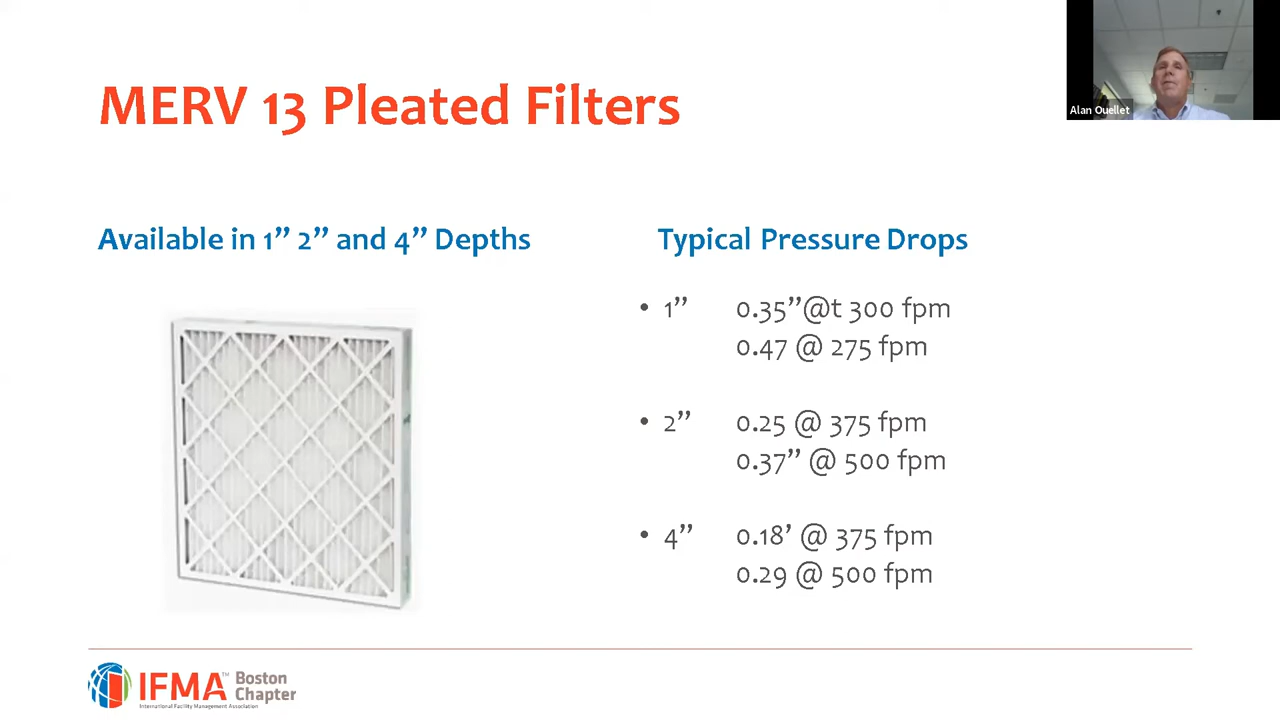 MERV 13 Pleated Filters
Alan Ouellet
Available in 1” 2” and 4” Depths
Typical Pressure Drops
• 1” 0.35”@t 300 fpm
0.47 @ 275 fpm
• 2” 0.25 @ 375 fpm
0.37” @ 500 fpm
• 4” 0.18’ @ 375 fpm
0.29 @ 500 fpm
IFMA™ Boston Chapter
International Facility Management Association